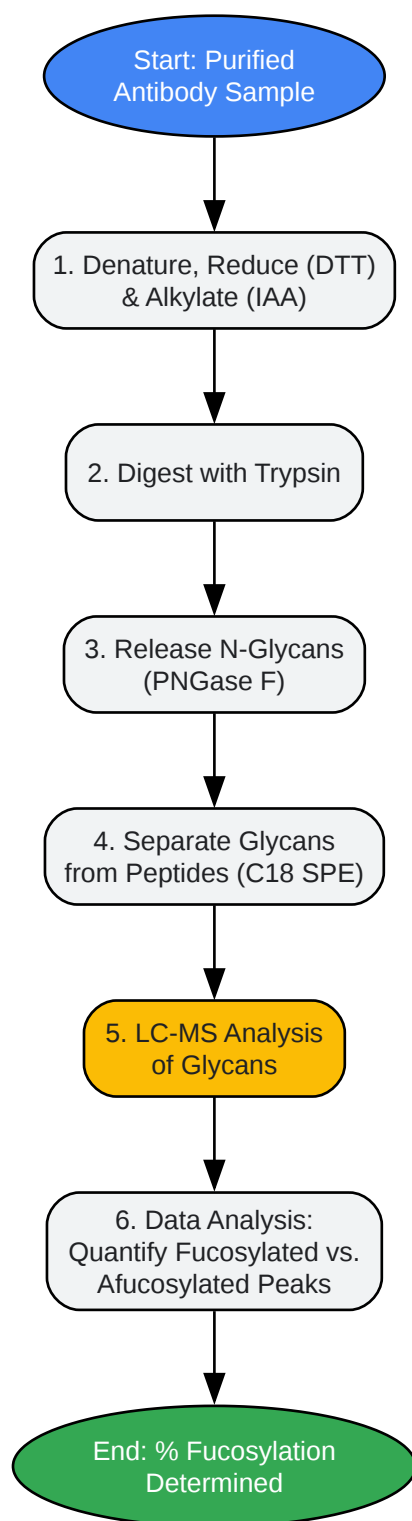 Start: Purified
Antibody Sample
1. Denature, Reduce (DTT)
& Alkylate (IAA)
2. Digest with Trypsin
3. Release N-Glycans
(PNGase F)
4. Separate Glycans
from Peptides (C18 SPE)
5. LC-MS Analysis
of Glycans
6. Data Analysis:
Quantify Fucosylated vs.
Afucosylated Peaks
End: % Fucosylation
Determined